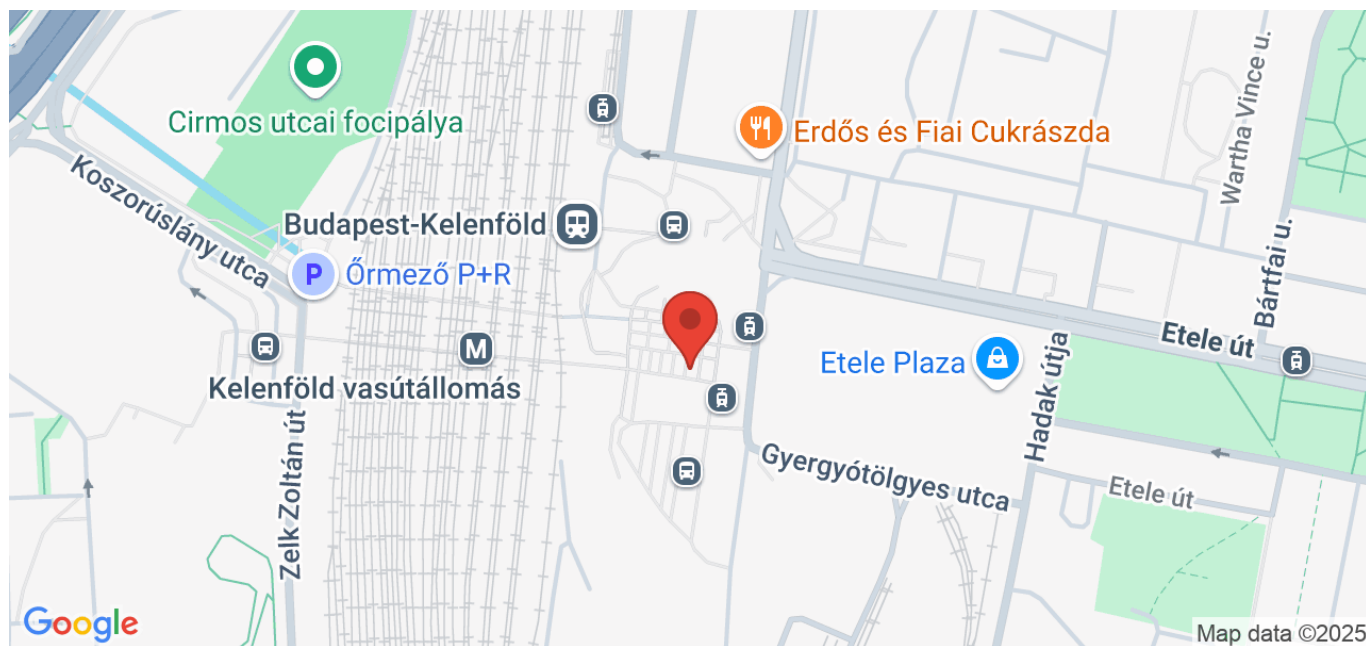 Cirmos utcai focipálya
Erdős és Fiai Cukrászda
Wartha Vince u.
Koszorúslány utca
Budapest-Kelenföld
P
Őrmező P+R
Bártfai u.
Etele út
M
Kelenföld vasútállomás
Etele Plaza
Hadak útja
Zelk Zoltán út
Gyergyótölgyes utca
Etele út
Google
Map data ©2025